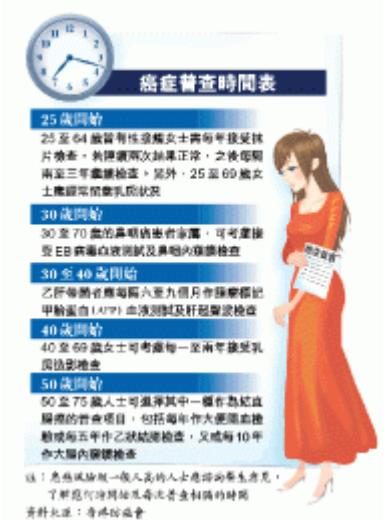 癌症普查時間表
25歲開始
25至64歲曾有性接觸女士需每年接受抹
片檢查，若連續兩次結果正常，之後每隔
兩至三年繼續檢查。另外，25至69歲女
士應經常留意乳房狀況
30歲開始
30至70歲的鼻咽癌患者家屬，可考慮接
受EB病毒血液測試及鼻咽內窺鏡檢查
30至40歲開始
乙肝帶菌者應每隔六至九個月作腫瘤標記
甲胎蛋白(AFP)血液測試及肝超聲波檢查
40歲開始
40至69歲女士可考慮每一至兩年接受乳
房造影檢查
50歲開始
50至75歲人士可選擇其中一種作為結直
腸癌的普查項目，包括每年作大便隱血檢
驗或每五年作乙狀結腸檢查，又或每10年
作大腸內窺鏡檢查
註：患癌風險較一般人高的人士應諮詢醫生意見，
了解應何時開始及每次普查相隔的時間
資料來源：香港防癌會